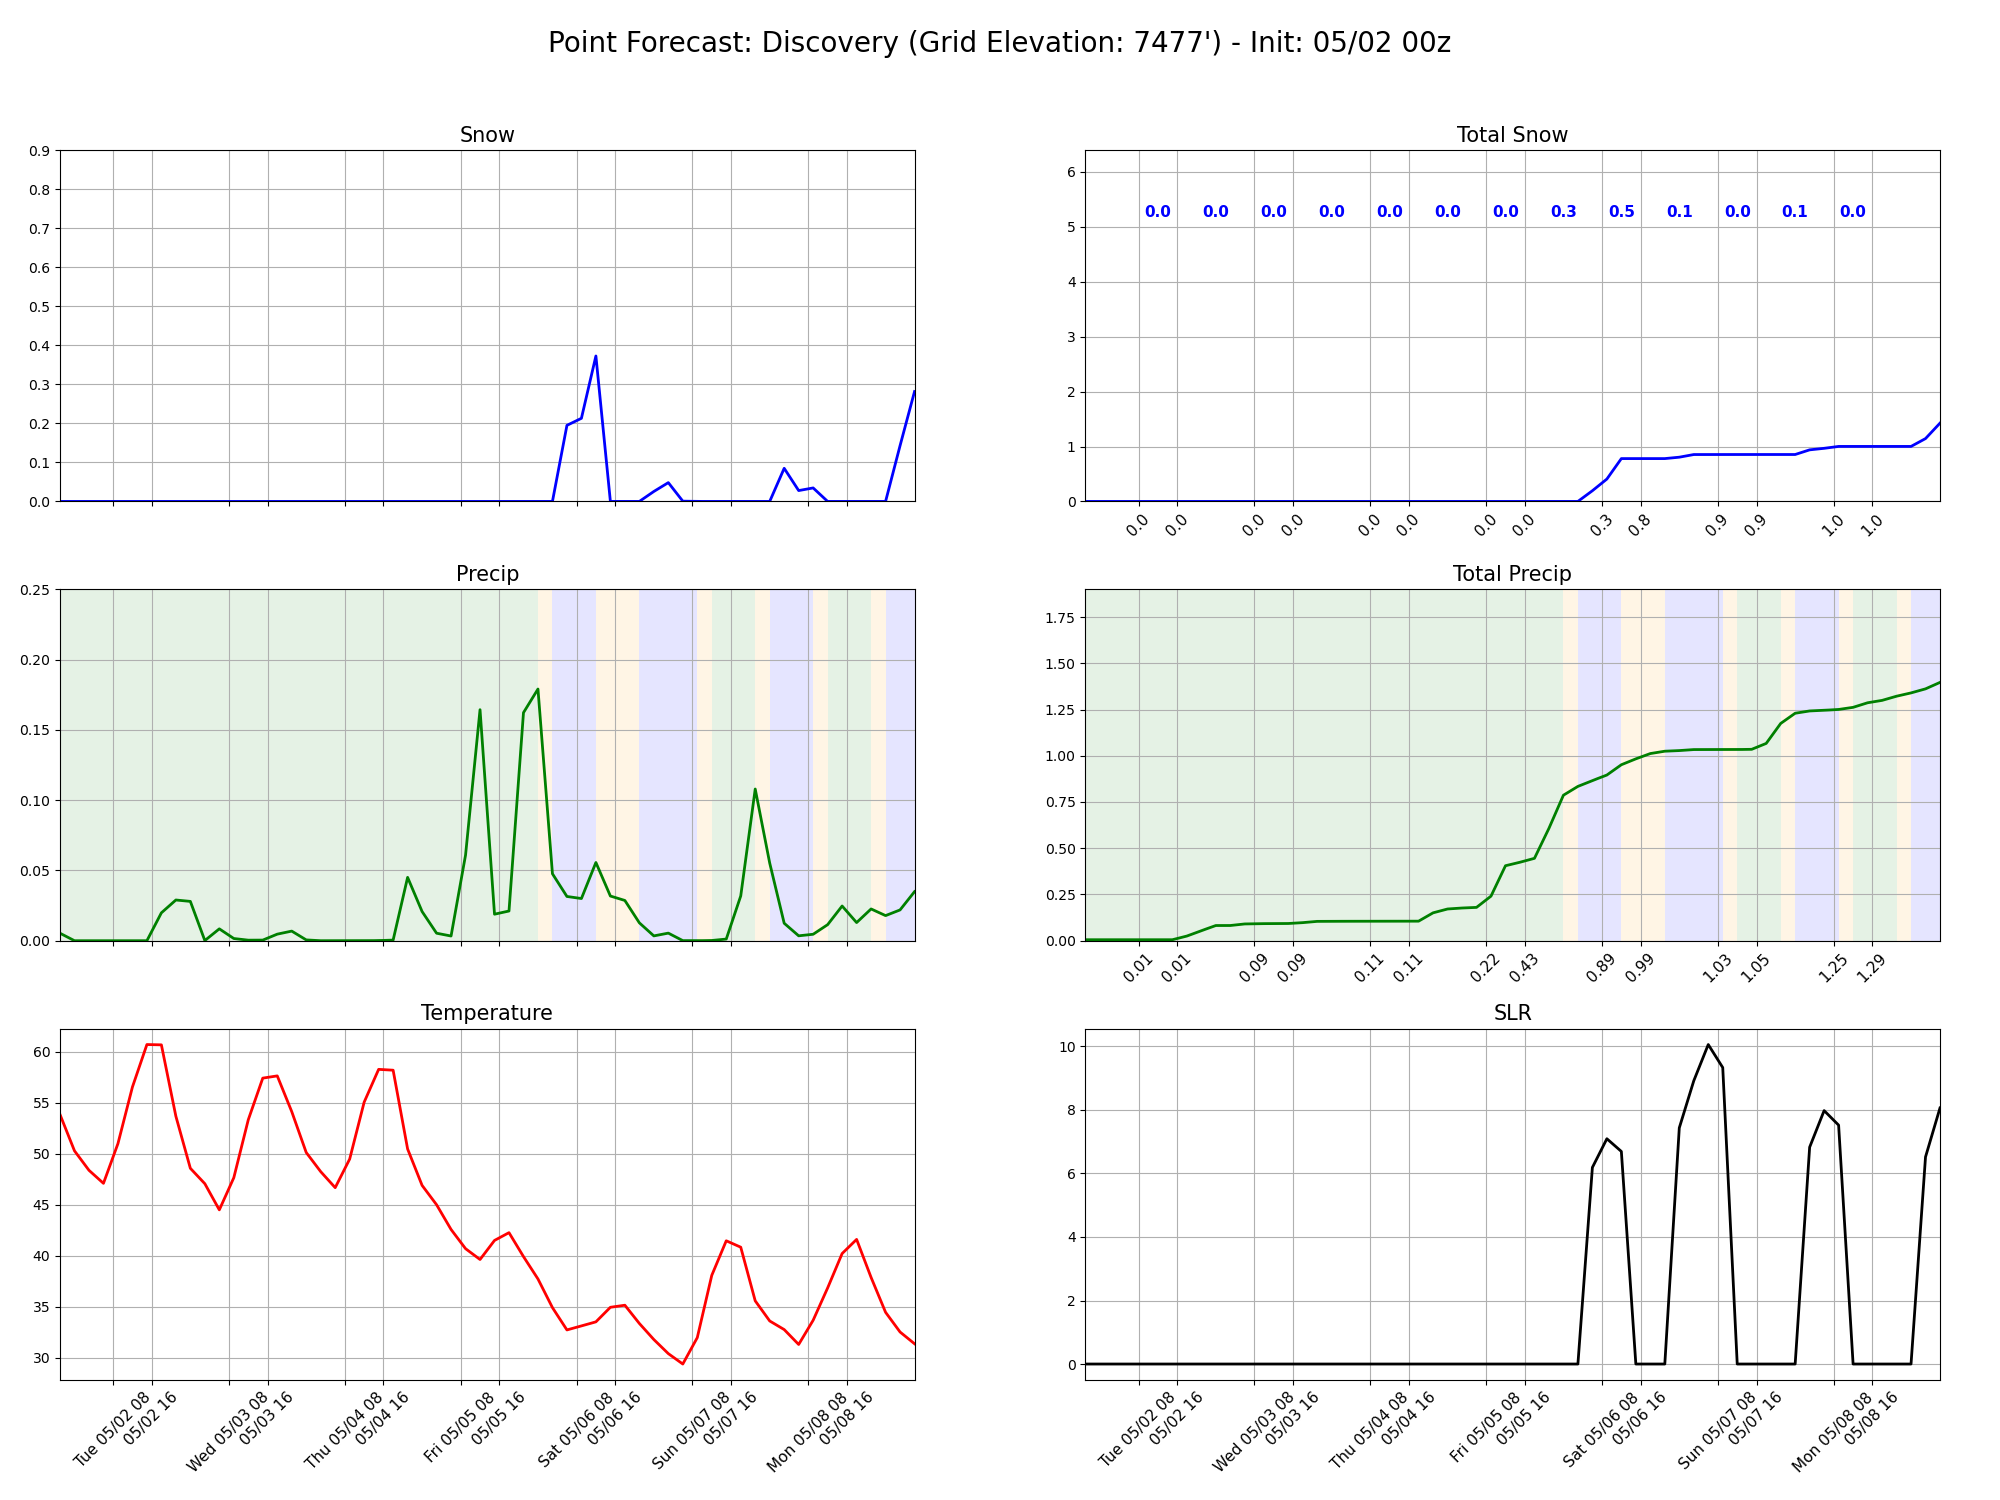 Point Forecast: Discovery (Grid Elevation: 7477') - Init: 05/02 00z
Snow
0.9
0.8
0.7
0.6
0.5
0.4
0.3
0.2
0.1
0.0
Total Snow
6
5
4
3
2
1
0
0.0 0.0 0.0 0.0 0.0 0.0 0.0 0.3 0.5 0.1 0.0 0.1 0.0
0.0 0.0 0.0 0.0 0.0 0.0 0.0 0.0 0.3 0.8 0.9 0.9 1.0 1.0
Precip
0.25
0.20
0.15
0.10
0.05
0.00
Total Precip
1.75
1.50
1.25
1.00
0.75
0.50
0.25
0.00
0.01 0.01 0.09 0.09 0.11 0.11 0.22 0.43 0.89 0.99 1.03 1.05 1.25 1.29
Temperature
60
55
50
45
40
35
30
Tue 05/02 08
05/02 16
Wed 05/03 08
05/03 16
Thu 05/04 08
05/04 16
Fri 05/05 08
05/05 16
Sat 05/06 08
05/06 16
Sun 05/07 08
05/07 16
Mon 05/08 08
05/08 16
SLR
10
8
6
4
2
0
Tue 05/02 08
05/02 16
Wed 05/03 08
05/03 16
Thu 05/04 08
05/04 16
Fri 05/05 08
05/05 16
Sat 05/06 08
05/06 16
Sun 05/07 08
05/07 16
Mon 05/08 08
05/08 16